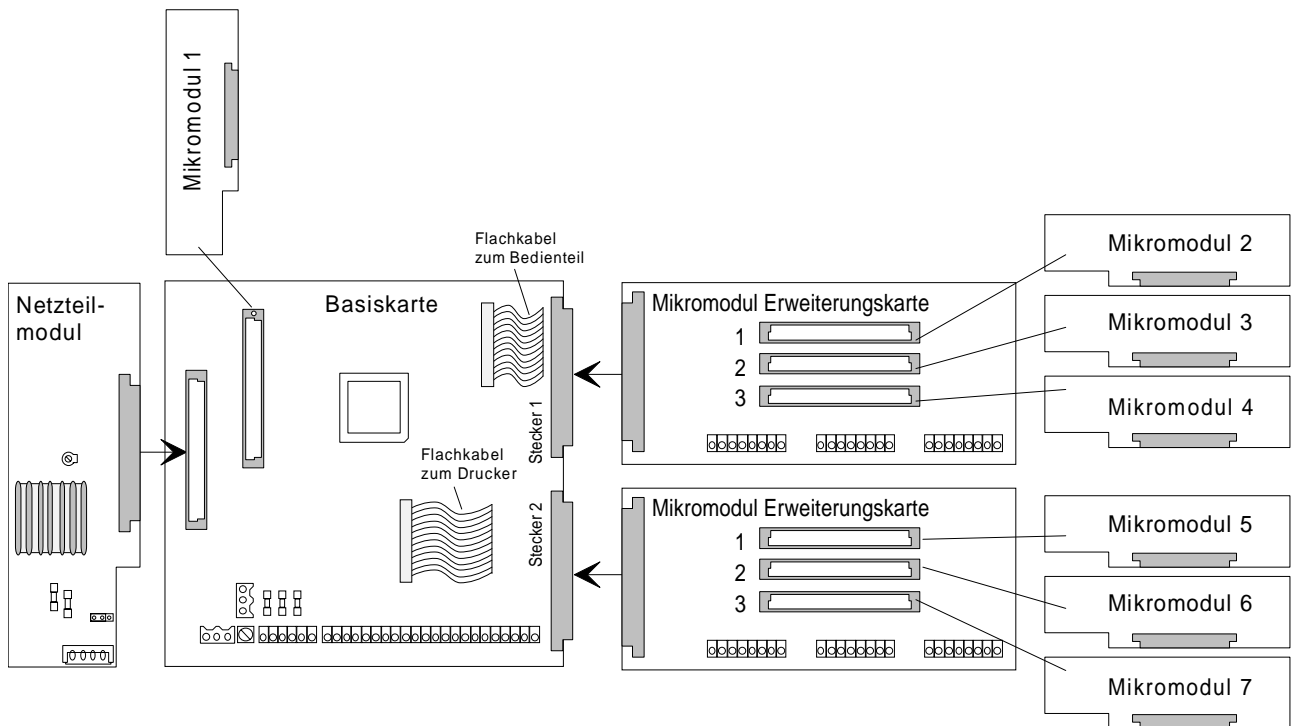 Mikromodul 1
Netzteil-
modul
Basiskarte
Flachkabel
zum Bedienteil
Stecker 1
Flachkabel
zum Drucker
Stecker 2
Mikromodul Erweiterungskarte
1
2
3
Mikromodul 2
Mikromodul 3
Mikromodul 4
Mikromodul Erweiterungskarte
1
2
3
Mikromodul 5
Mikromodul 6
Mikromodul 7